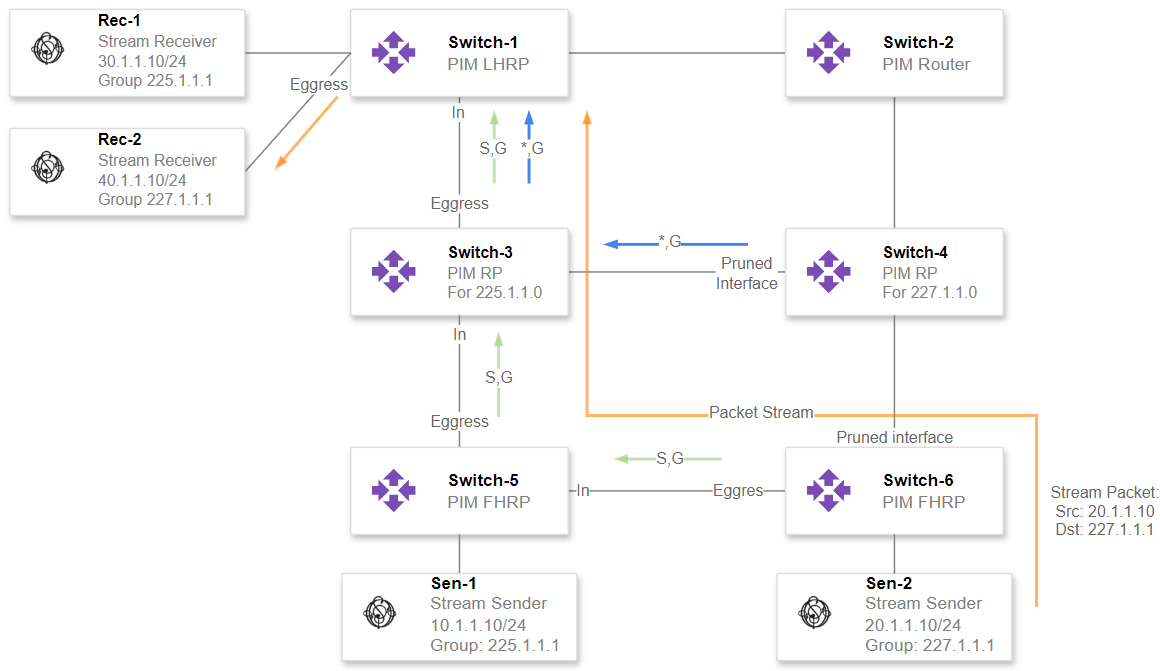 Rec-1
Stream Receiver
30.1.1.10/24
Group 225.1.1.1
Switch-1
PIM LHRP
Switch-2
PIM Router
Eggress
In
Rec-2
Stream Receiver
40.1.1.10/24
Group 227.1.1.1
S,G
*,G
Eggress
Switch-3
PIM RP
For 225.1.1.0
*,G
Pruned
Interface
Switch-4
PIM RP
For 227.1.1.0
In
S,G
Eggress
Packet Stream
Pruned interface
Switch-5
PIM FHRP
S,G
In
Eggres
Switch-6
PIM FHRP
Stream Packet:
Src: 20.1.1.10
Dst: 227.1.1.1
Sen-1
Stream Sender
10.1.1.10/24
Group: 225.1.1.1
Sen-2
Stream Sender
20.1.1.10/24
Group: 227.1.1.1